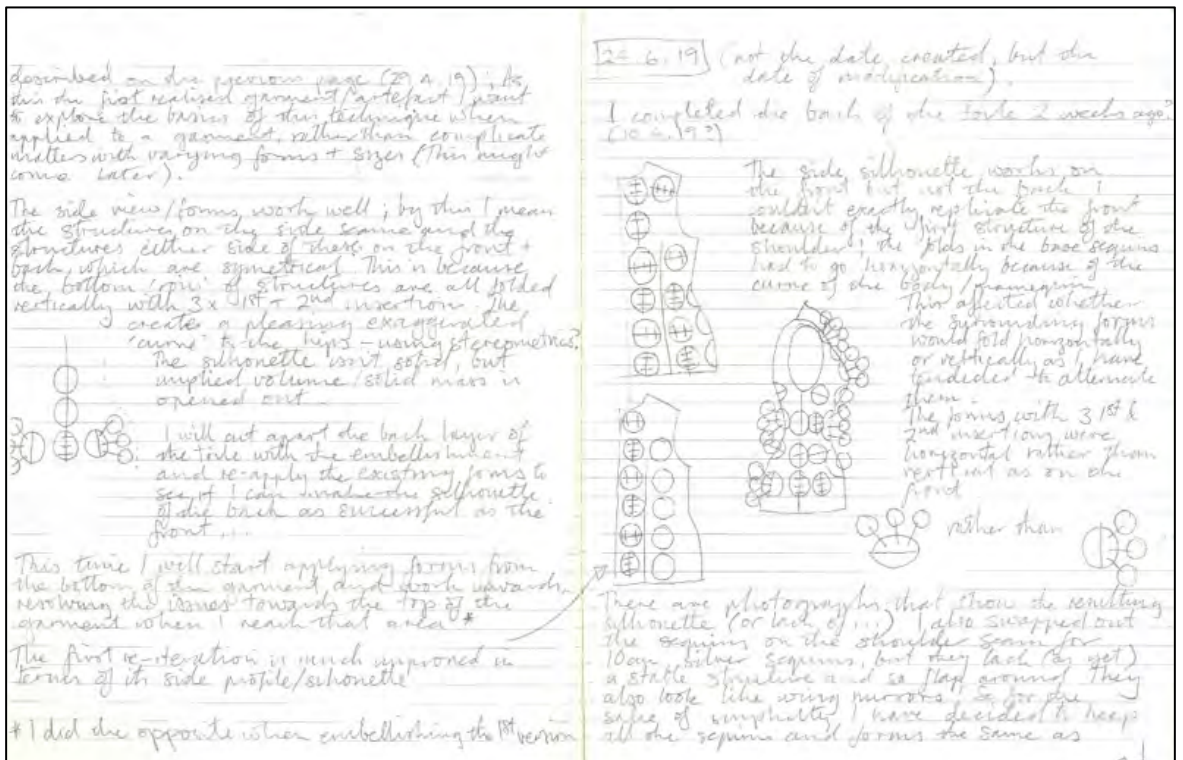 described on the previous page (29.4.19); As
this the first realised garment/artefact I want
to explore the basics of this technique when
applied to a garment, rather than complicate
matters with varying forms + sizes (This might
come later).
The side view/forms work well; by this I mean
the structures on the side seams and the
structures either side of these on the front +
back, which are symetrical. This is because
the bottom 'row' of structures are all folded
vertically with 3x 1st + 2nd insertion. The
create a pleasing exaggerated
'curve' to the hips - using stereometrics?
The silhouette isn't solid, but
implied volume/solid mass is
opened out.
I will cut apart the back layer of
the toile with the embellishment
and re-apply the existing forms to
see if I can make the silhouette
of the back as successful as the
front...
This time I will start applying forms from
the bottom of the garment, and work upwards
resolving the issues towards the top of the
garment when I reach that area *
The first re-iteration is much improved in
terms of its side profile/silhouette
* I did the opposite when embellishing the 1st version
6.19 (not the date created, but the
date of modification).
I completed the back of the toile 2 weeks ago?
(10.6.19?)
The side silhouette works on
the front but not the back. I
couldn't exactly replicate the front
because of the first structure of the
shoulder; the folds in the base sequins
had to go horizontally because of the
curve of the body/mannequin
This affected whether
the surrounding forms
would fold horizontally
or vertically as I have
tended to alternate
them.
The forms with 3 1st &
2nd insertions were
horizontal rather than
vertical as on the
front
rather than
There are photographs that show the resulting
silhouette (or lack of...) I also swapped out
the sequins on the shoulder seam for
silver sequins, but they lack (as yet)
a stable structure and so flap around. They
also look like wing mirrors. So for the
sake of simplicity, I have decided to keep
all the sequins and forms the same as